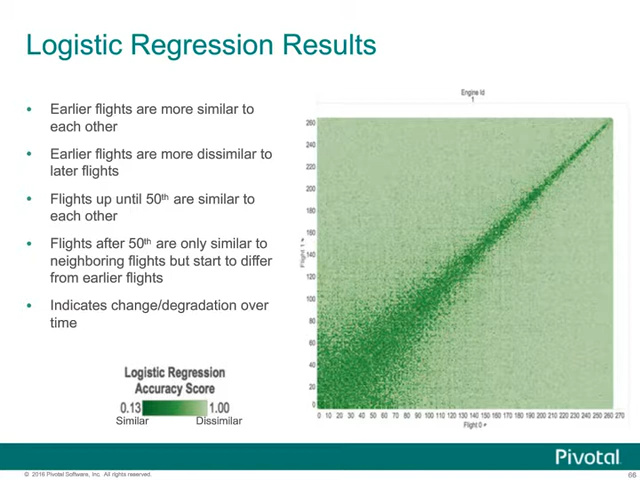 Logistic Regression Results
• Earlier flights are more similar to
each other
• Earlier flights are more dissimilar to
later flights
• Flights up until 50th are similar to
each other
• Flights after 50th are only similar to
neighboring flights but start to differ
from earlier flights
• Indicates change/degradation over
time
Logistic Regression
Accuracy Score
0.13 1.00
Similar Dissimilar
Engine Id
1
260
240
220
200
180
160
140
120
100
80
60
40
20
0
Flight 1
0 10 20 30 40 50 60 70 80 90 100 110 120 130 140 150 160 170 180 190 200 210 220 230 240 250 260 270
Flight 0
Pivotal
© 2016 Pivotal Software, Inc. All rights reserved.
66